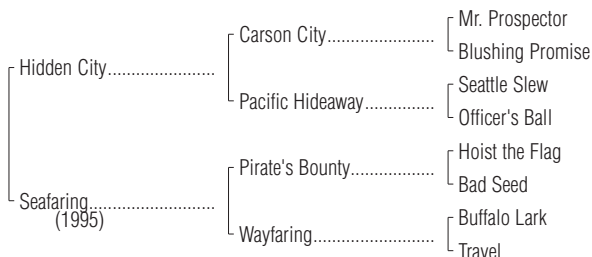 Mr. Prospector
Carson City..........................
Blushing Promise
Hidden City..........................
Seattle Slew
Pacific Hideaway.................
Officer's Ball
Hoist the Flag
Pirate's Bounty.....................
Bad Seed
Seafaring..............................
(1995)
Buffalo Lark
Wayfaring.............................
Travel